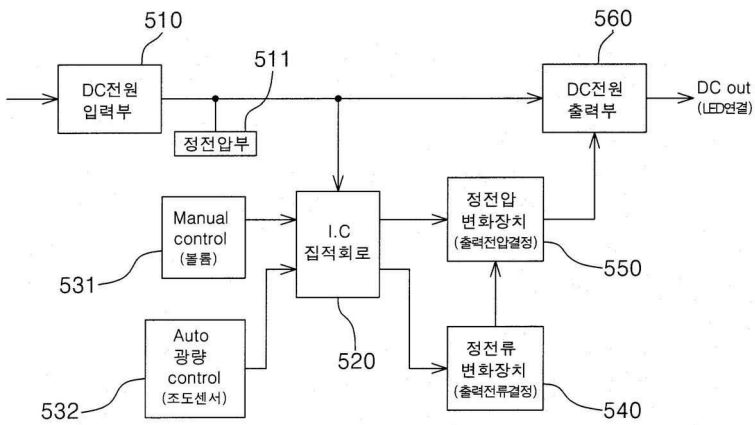 510
511
560
DC전원
입력부
정전압부
DC전원
출력부
DC out
(LED연결)
Manual
control
(볼륨)
531
I.C
집적회로
520
정전압
변화장치
(출력전압결정)
550
Auto
광량
control
(조도센서)
532
정전류
변화장치
(출력전류결정)
540